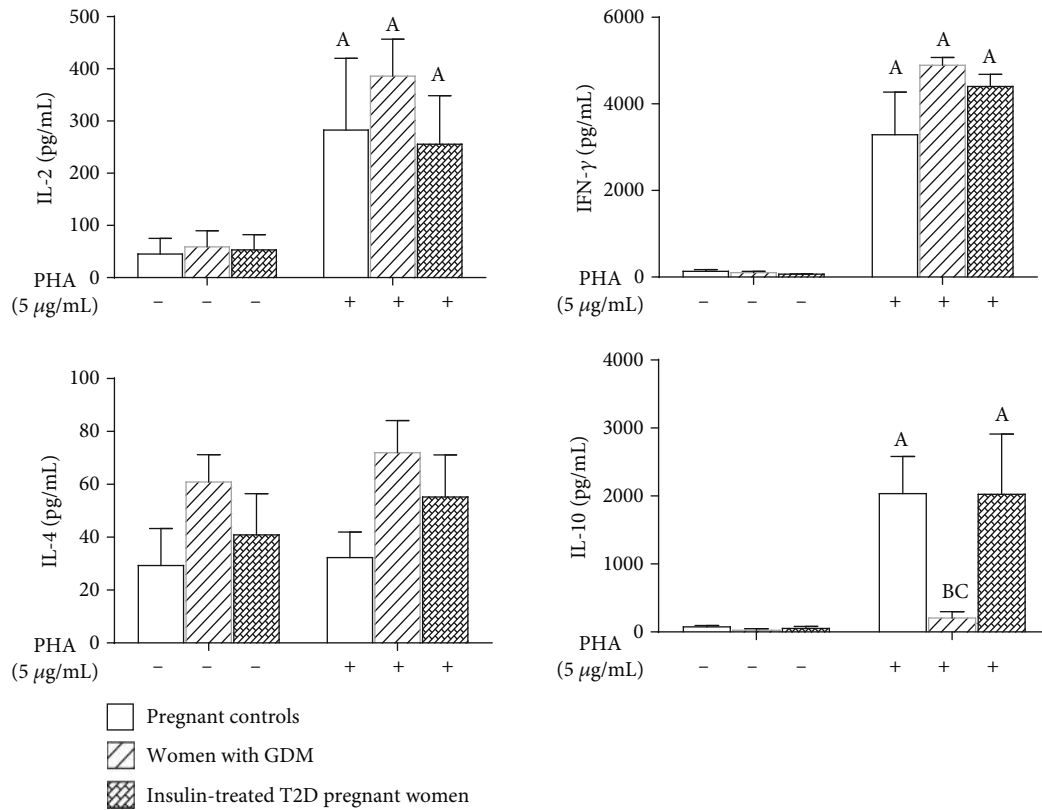 500
400
300
200
100
0
IL-2 (pg/mL)
A A A
PHA
(5 μg/mL) − − − + + +
6000
4000
2000
0
IFN-γ (pg/mL)
A A A
PHA
(5 μg/mL) − − − + + +
100
80
60
40
20
0
IL-4 (pg/mL)
PHA
(5 μg/mL) − − − + + +
4000
3000
2000
1000
0
IL-10 (pg/mL)
A BC A
PHA
(5 μg/mL) − − − + + +
Pregnant controls
Women with GDM
Insulin-treated T2D pregnant women